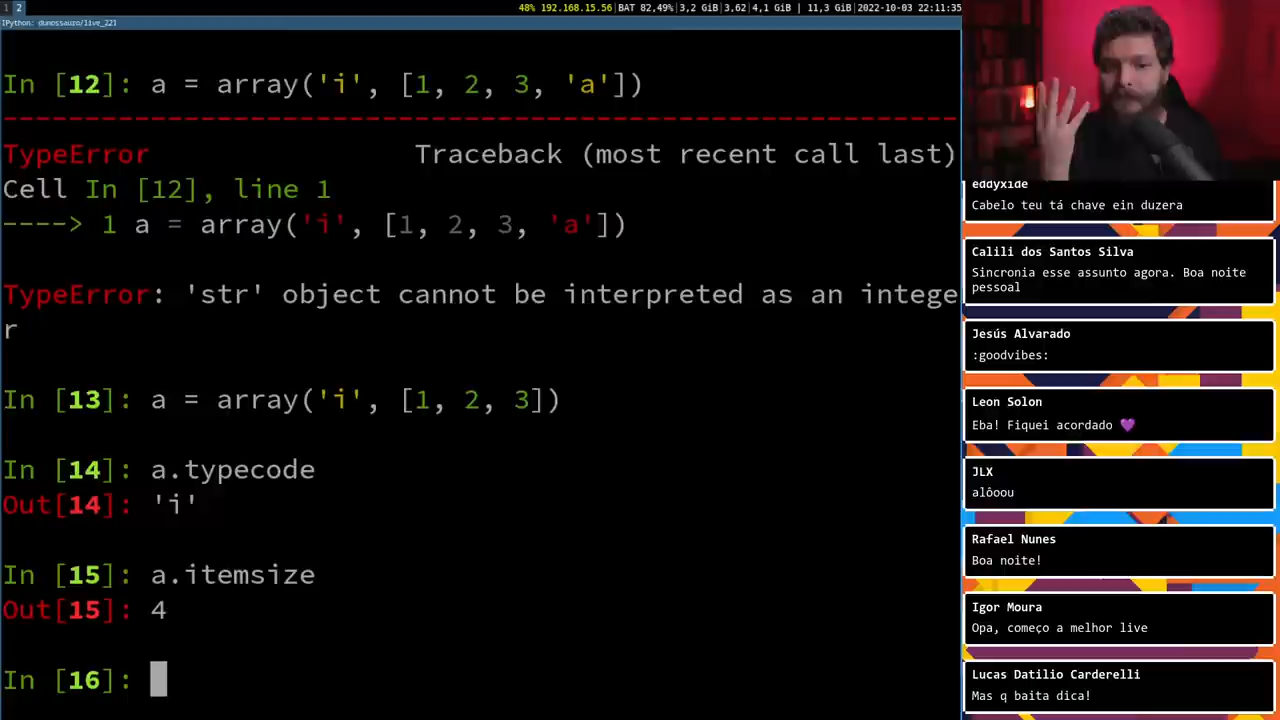 1 2
48% 192.168.15.56|BAT 82,49%|3,2 GiB|3,62|4,1 GiB | 11,3 GiB|2022-10-03 22:11:35
IPython: dunossauro/live_221
In [12]: a = array('i', [1, 2, 3, 'a'])
TypeError Traceback (most recent call last)
Cell In [12], line 1
----> 1 a = array('i', [1, 2, 3, 'a'])
TypeError: 'str' object cannot be interpreted as an intege
r
In [13]: a = array('i', [1, 2, 3])
In [14]: a.typecode
Out[14]: 'i'
In [15]: a.itemsize
Out[15]: 4
In [16]:
eddyxide
Cabelo teu tá chave ein duzera
Calili dos Santos Silva
Sincronia esse assunto agora. Boa noite
pessoal
Jesús Alvarado
:goodvibes:
Leon Solon
Eba! Fiquei acordado 💜
JLX
alôoou
Rafael Nunes
Boa noite!
Igor Moura
Opa, começo a melhor live
Lucas Datilio Carderelli
Mas q baita dica!